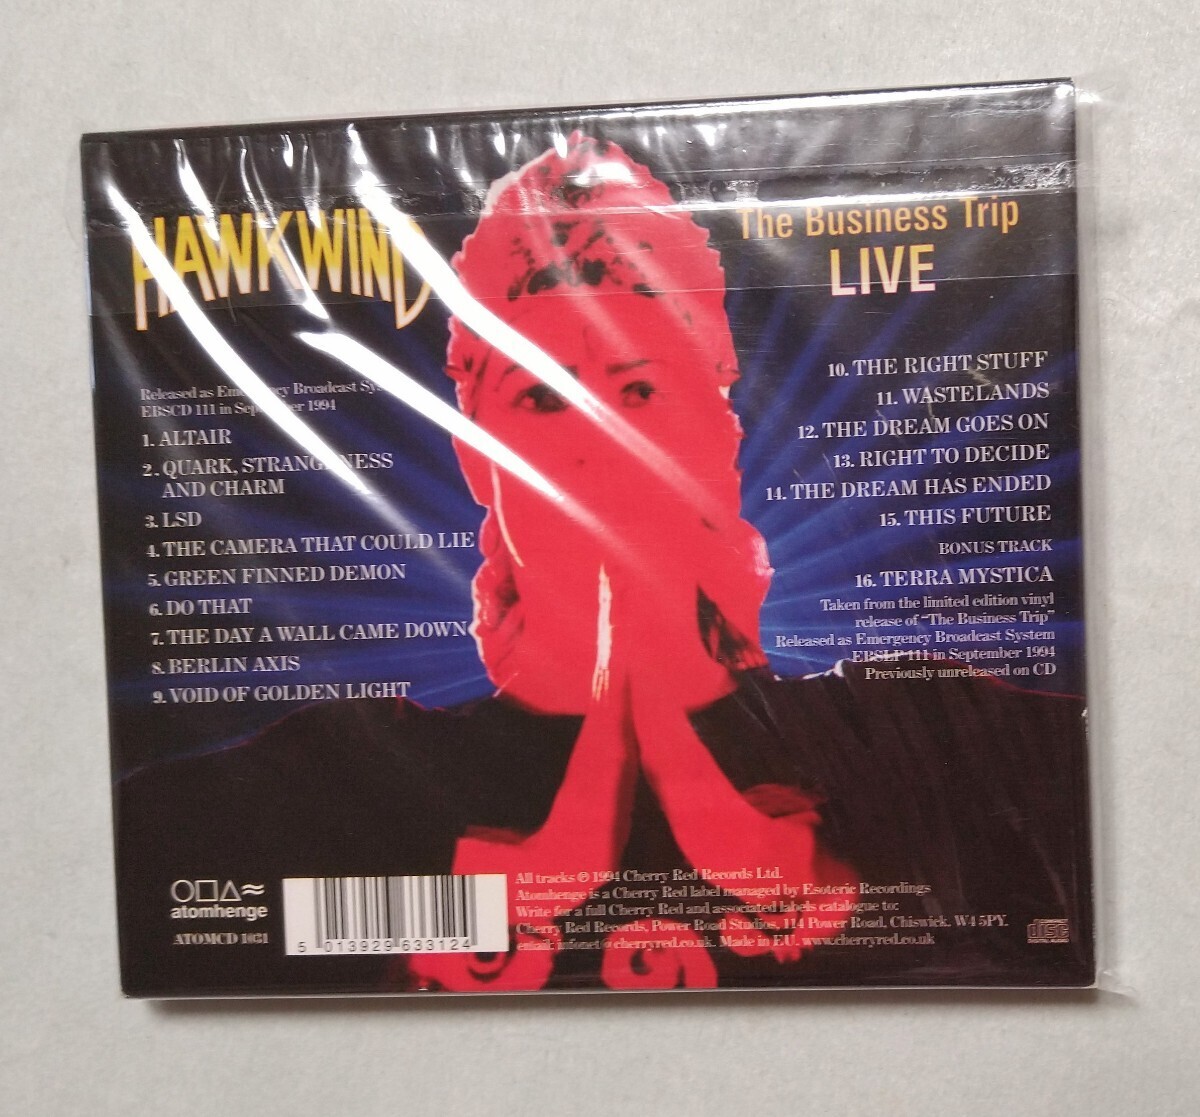 HAWKWIND
The Business Trip
LIVE
Released as Emergency Broadcast
EBSCD 111 in September 1994
1. ALTAIR
2. QUARK, STRANGENESS
AND CHARM
3. LSD
4. THE CAMERA THAT COULD LIE
5. GREEN FINNED DEMON
6. DO THAT
7. THE DAY A WALL CAME DOWN
8. BERLIN AXIS
9. VOID OF GOLDEN LIGHT
10. THE RIGHT STUFF
11. WASTELANDS
12. THE DREAM GOES ON
13. RIGHT TO DECIDE
14. THE DREAM HAS ENDED
15. THIS FUTURE
BONUS TRACK
16. TERRA MYSTICA
Taken from the limited edition vinyl
release of "The Business Trip"
Released as Emergency Broadcast System
EBSLP 111 in September 1994
Previously unreleased on CD
atomhenge
ATOMCD 1031
5 013929 633124
All tracks ℗ 1994 Cherry Red Records Ltd.
Atomhenge is a Cherry Red label managed by Esoteric Recordings
Write for a full Cherry Red and associated labels catalogue to:
Cherry Red Records, Power Road Studios, 114 Power Road, Chiswick. W4 5PY.
email: infonet@cherryred.co.uk. Made in EU. www.cherryred.co.uk
COMPACT
disc
DIGITAL AUDIO